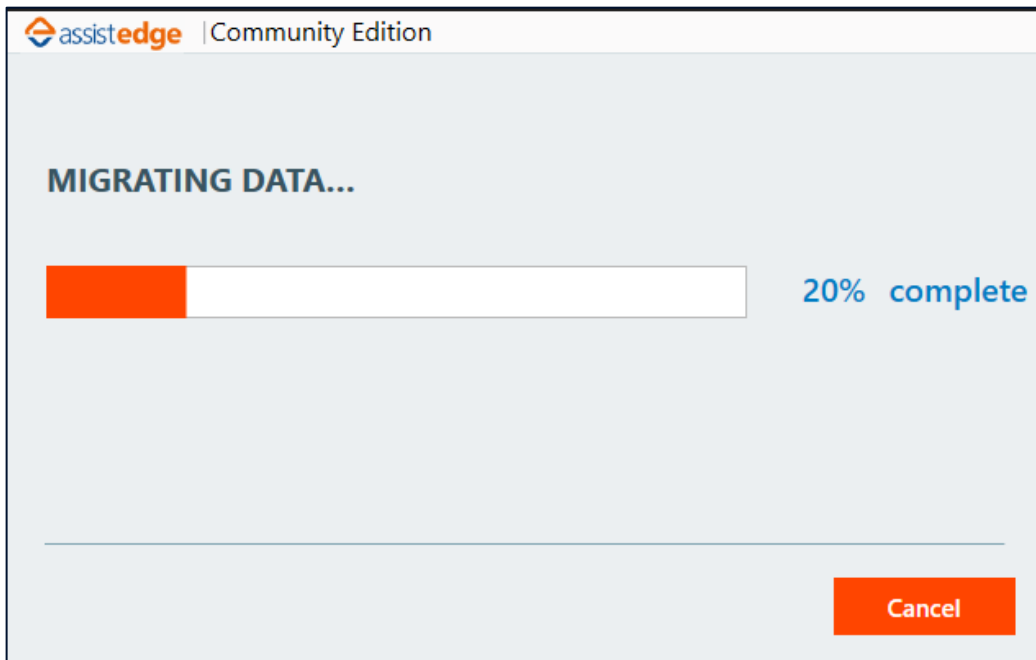 assistedge |Community Edition
MIGRATING DATA...
20% complete
Cancel